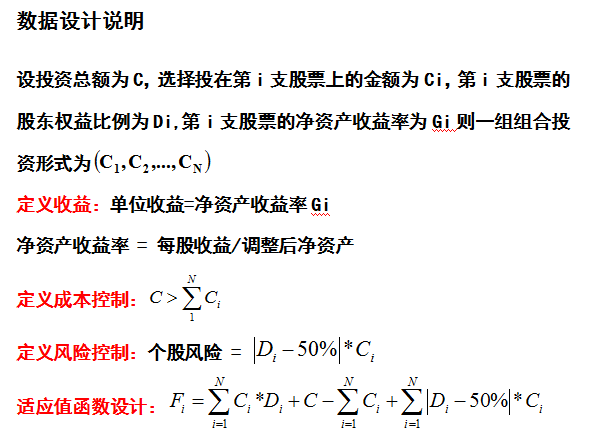 数据设计说明
设投资总额为 C，选择投在第 i 支股票上的金额为 Ci，第 i 支股票的
股东权益比例为 Di,第 i 支股票的净资产收益率为 Gi 则一组组合投
资形式为 (C₁,C₂,...,C_N)
定义收益：单位收益=净资产收益率 Gi
净资产收益率 = 每股收益/调整后净资产
定义成本控制：C > \sum_{1}^{N} C_i
定义风险控制：个股风险 = |D_i − 50%|*C_i
适应值函数设计：F_i = \sum_{i=1}^{N} C_i *D_i + C − \sum_{i=1}^{N} C_i + \sum_{i=1}^{N} |D_i − 50%|*C_i